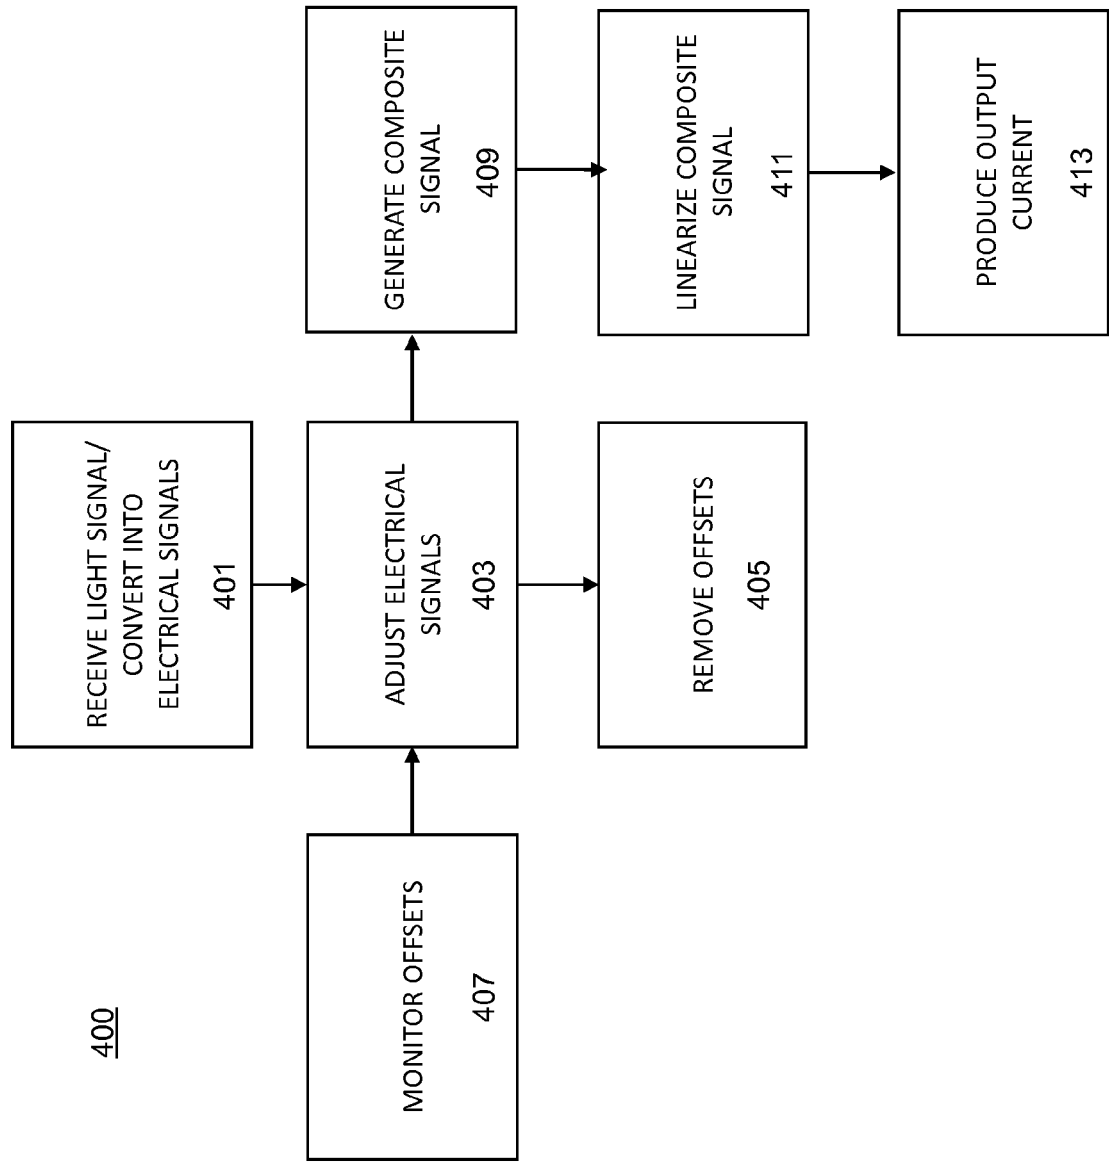 400
RECEIVE LIGHT SIGNAL/
CONVERT INTO
ELECTRICAL SIGNALS
401
MONITOR OFFSETS
407
ADJUST ELECTRICAL
SIGNALS
403
GENERATE COMPOSITE
SIGNAL
409
REMOVE OFFSETS
405
LINEARIZE COMPOSITE
SIGNAL
411
PRODUCE OUTPUT
CURRENT
413